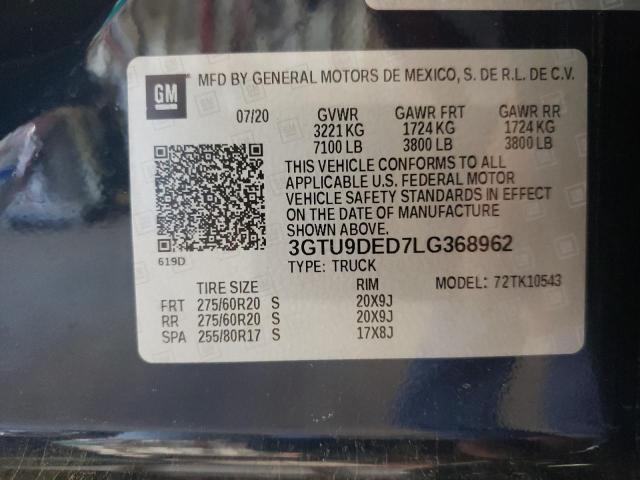 GM
MFD BY GENERAL MOTORS DE MEXICO, S. DE R.L. DE C.V.
07/20 GVWR GAWR FRT GAWR RR
3221 KG 1724 KG 1724 KG
7100 LB 3800 LB 3800 LB
THIS VEHICLE CONFORMS TO ALL
APPLICABLE U.S. FEDERAL MOTOR
VEHICLE SAFETY STANDARDS IN EFFECT
ON THE DATE OF MANUFACTURE
SHOWN ABOVE.
619D
3GTU9DED7LG368962
TYPE: TRUCK MODEL: 72TK10543
TIRE SIZE RIM
FRT 275/60R20 S 20X9J
RR 275/60R20 S 20X9J
SPA 255/80R17 S 17X8J